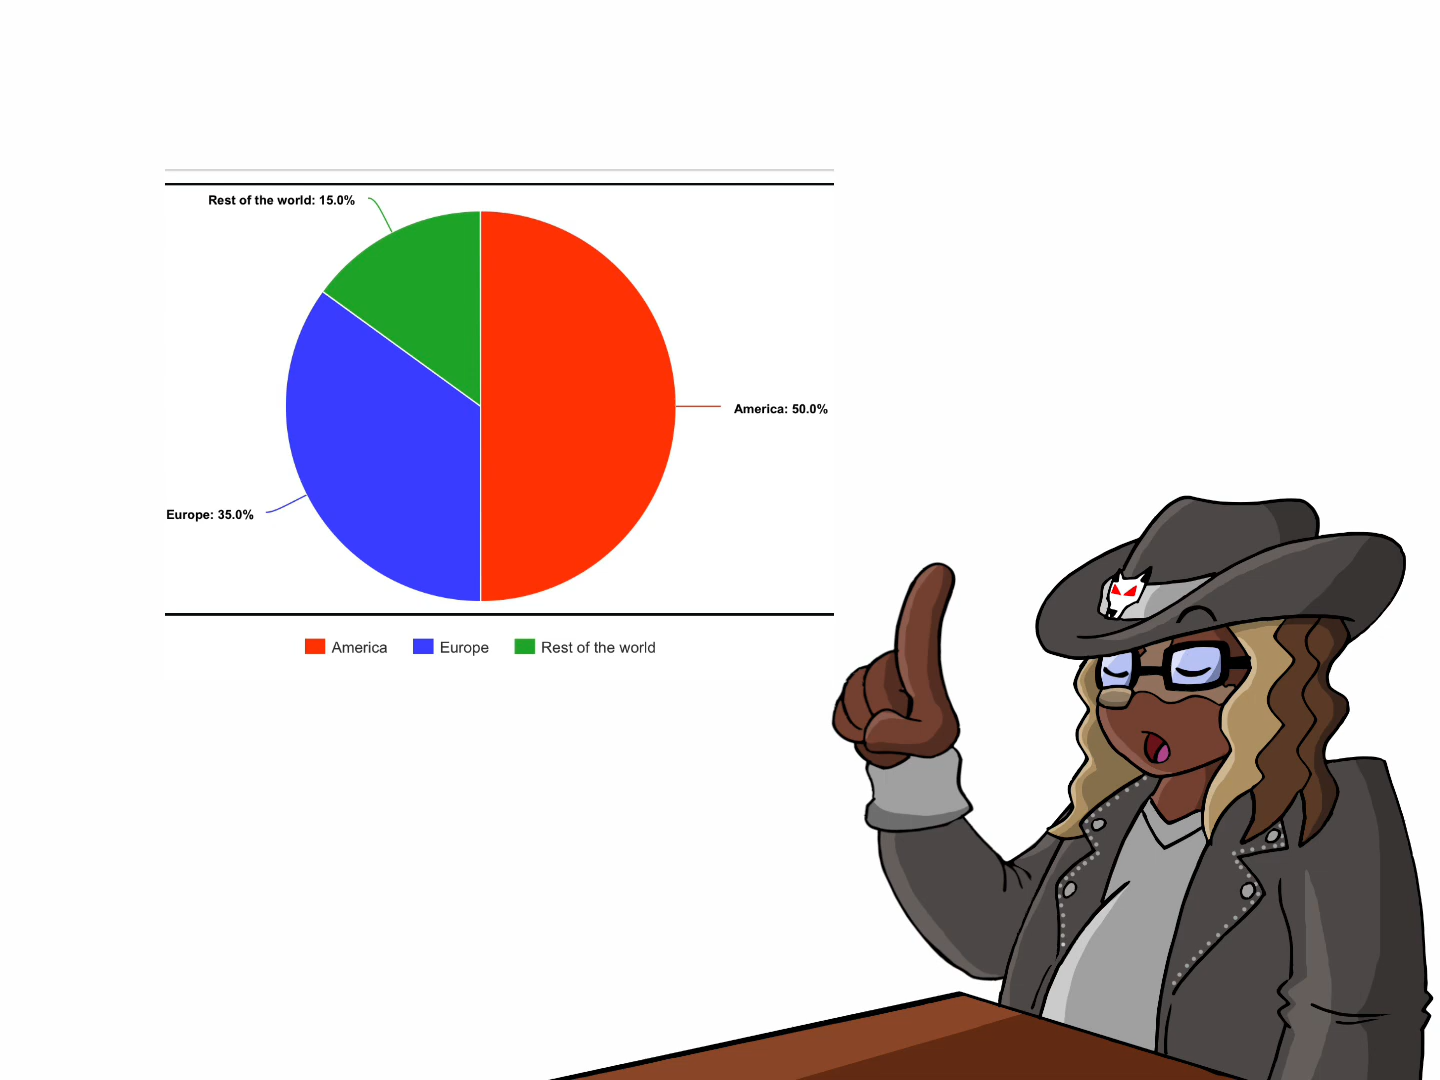 Rest of the world: 15.0%
America: 50.0%
Europe: 35.0%
America Europe Rest of the world